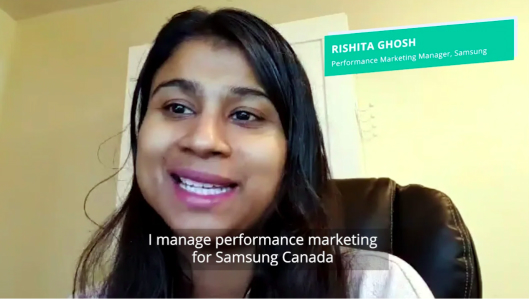 RISHITA GHOSH
Performance Marketing Manager, Samsung
I manage performance marketing
for Samsung Canada